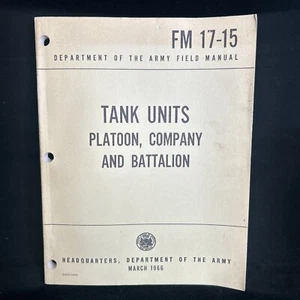 FM 17-15
DEPARTMENT OF THE ARMY FIELD MANUAL
TANK UNITS
PLATOON, COMPANY
AND BATTALION
HEADQUARTERS, DEPARTMENT OF THE ARMY
MARCH 1966